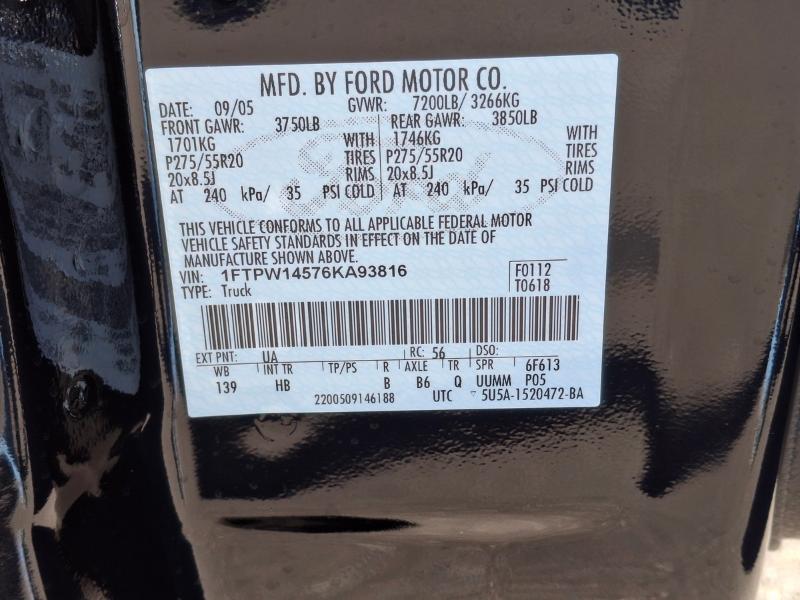 MFD. BY FORD MOTOR CO.
DATE: 09/05 GVWR: 7200LB/ 3266KG
FRONT GAWR: 3750LB REAR GAWR: 3850LB
1701KG WITH 1746KG WITH
P275/55R20 TIRES P275/55R20 TIRES
20x8.5J RIMS 20x8.5J RIMS
AT 240 kPa/ 35 PSI COLD AT 240 kPa/ 35 PSI COLD
THIS VEHICLE CONFORMS TO ALL APPLICABLE FEDERAL MOTOR
VEHICLE SAFETY STANDARDS IN EFFECT ON THE DATE OF
MANUFACTURE SHOWN ABOVE.
VIN: 1FTPW14576KA93816 F0112
TYPE: Truck T0618
EXT PNT: UA RC: 56 DSO:
WB INT TR TP/PS R AXLE TR SPR 6F613
139 HB B B6 Q UUMM P05
2200509146188 UTC 5U5A-1520472-BA